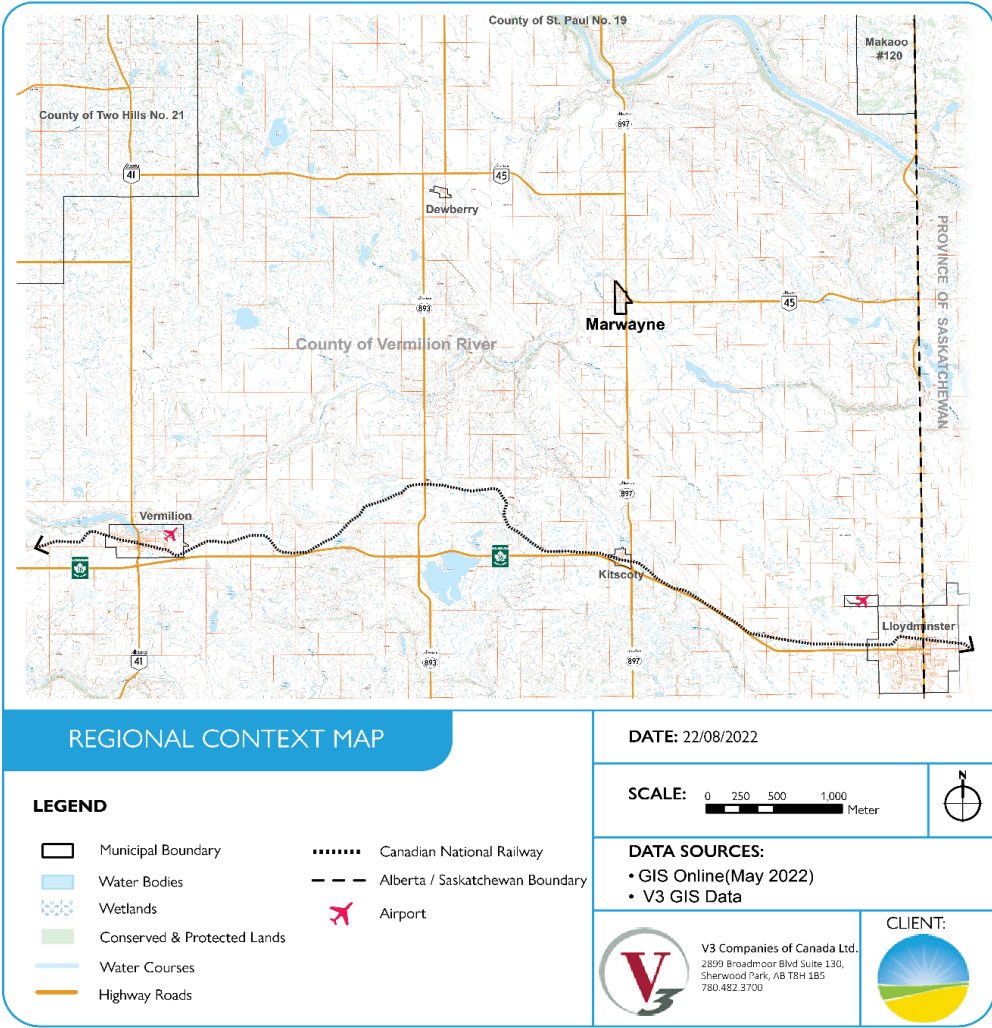 County of St. Paul No. 19
Makaoo
#120
County of Two Hills No. 21
897
41
45
Dewberry
PROVINCE OF SASKATCHEWAN
893
45
Marwayne
County of Vermilion River
897
Vermilion
16
16
Kitscoty
Lloydminster
41
893
897
REGIONAL CONTEXT MAP
LEGEND
Municipal Boundary
Water Bodies
Wetlands
Conserved & Protected Lands
Water Courses
Highway Roads
Canadian National Railway
Alberta / Saskatchewan Boundary
Airport
DATE: 22/08/2022
SCALE: 0 250 500 1,000
Meter
N
DATA SOURCES:
• GIS Online(May 2022)
• V3 GIS Data
V3
V3 Companies of Canada Ltd.
2899 Broadmoor Blvd Suite 130,
Sherwood Park, AB T8H 1B5
780.482.3700
CLIENT: